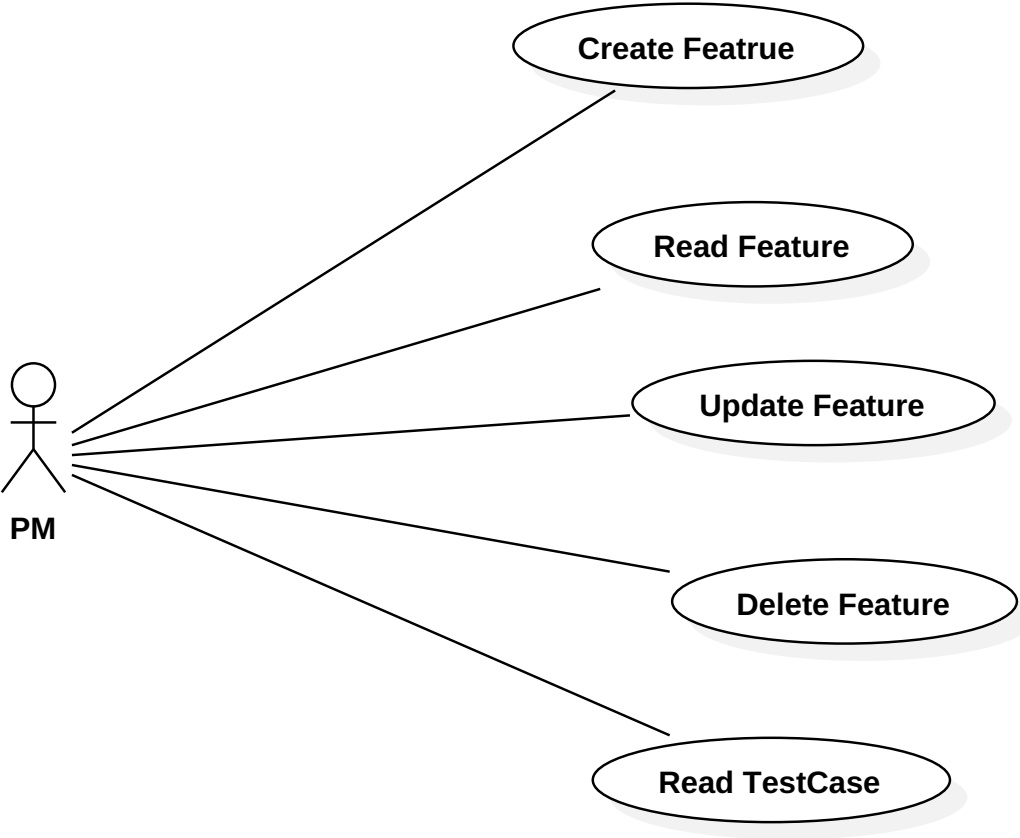 Create Featrue
Read Feature
Update Feature
PM
Delete Feature
Read TestCase